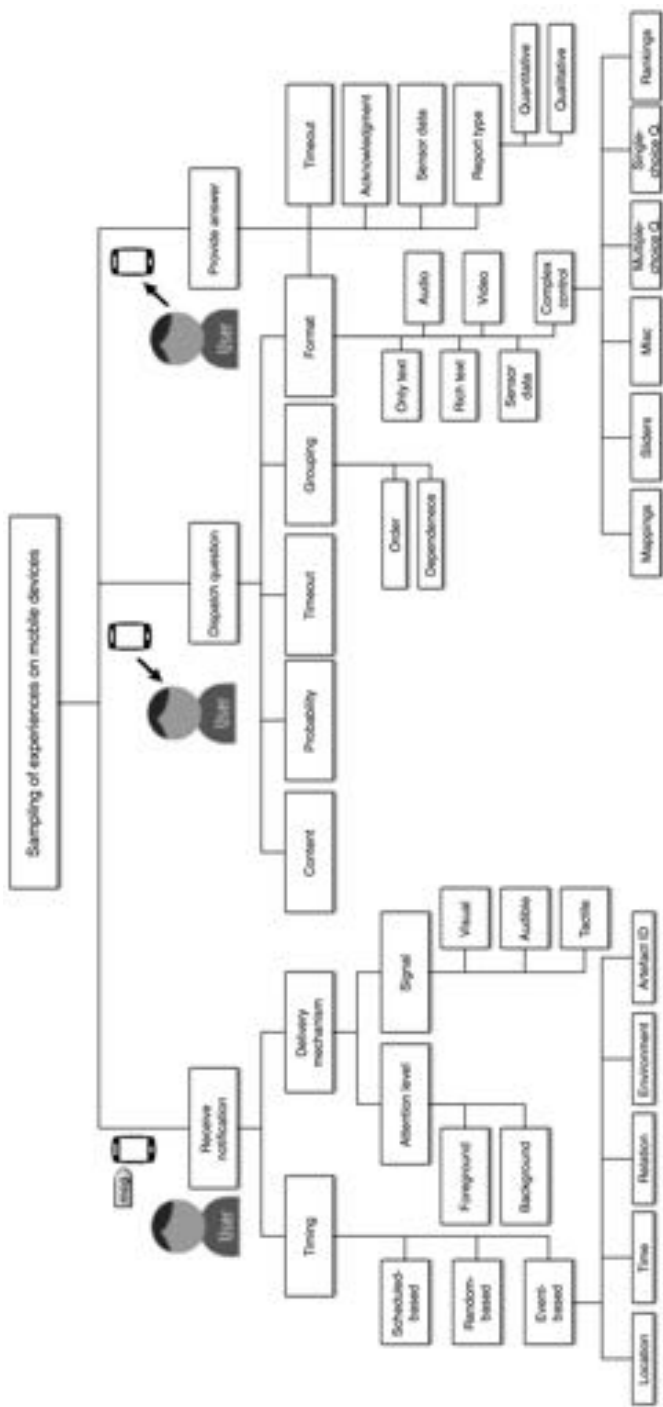 Sampling of experiences on mobile devices
msg
User
User
User
Receive
notification
Dispatch question
Provide answer
Timing
Delivery
mechanism
Content
Probability
Timeout
Grouping
Format
Timeout
Acknowledgment
Sensor data
Report type
Quantitative
Qualitative
Scheduled-
based
Random-
based
Event-
based
Attention level
Signal
Foreground
Background
Visual
Audible
Tactile
Order
Dependeneos
Only text
Audio
Rich text
Video
Sensor
data
Complex
control
Location
Time
Relation
Environment
Artefact ID
Mappings
Sliders
Misc
Multiple-
choice Q
Single-
choice Q
Rankings